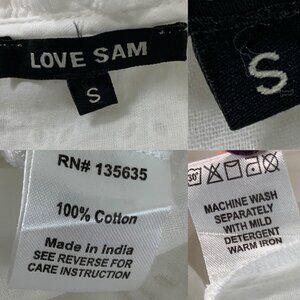 LOVE SAM
S
S
RN# 135635
100% Cotton
Made in India
SEE REVERSE FOR
CARE INSTRUCTION
30°
MACHINE WASH
SEPARATELY
WITH MILD
DETERGENT
WARM IRON